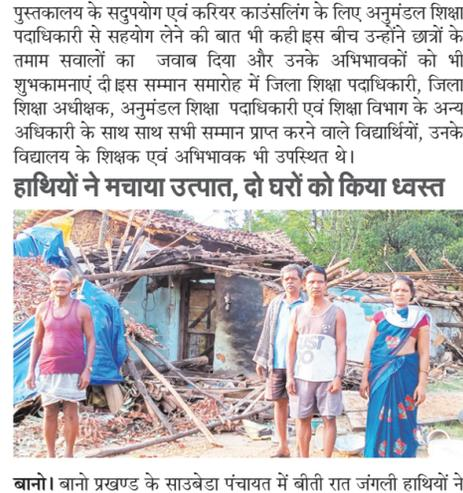 पुस्तकालय के सदुपयोग एवं करियर काउंसलिंग के लिए अनुमंडल शिक्षा
पदाधिकारी से सहयोग लेने की बात भी कही।इस बीच उन्होंने छात्रों के
तमाम सवालों का जवाब दिया और उनके अभिभावकों को भी
शुभकामनाएं दी।इस सम्मान समारोह में जिला शिक्षा पदाधिकारी, जिला
शिक्षा अधीक्षक, अनुमंडल शिक्षा पदाधिकारी एवं शिक्षा विभाग के अन्य
अधिकारी के साथ साथ सभी सम्मान प्राप्त करने वाले विद्यार्थियों, उनके
विद्यालय के शिक्षक एवं अभिभावक भी उपस्थित थे।
हाथियों ने मचाया उत्पात, दो घरों को किया ध्वस्त
बानो। बानो प्रखण्ड के साउबेडा पंचायत में बीती रात जंगली हाथियों ने